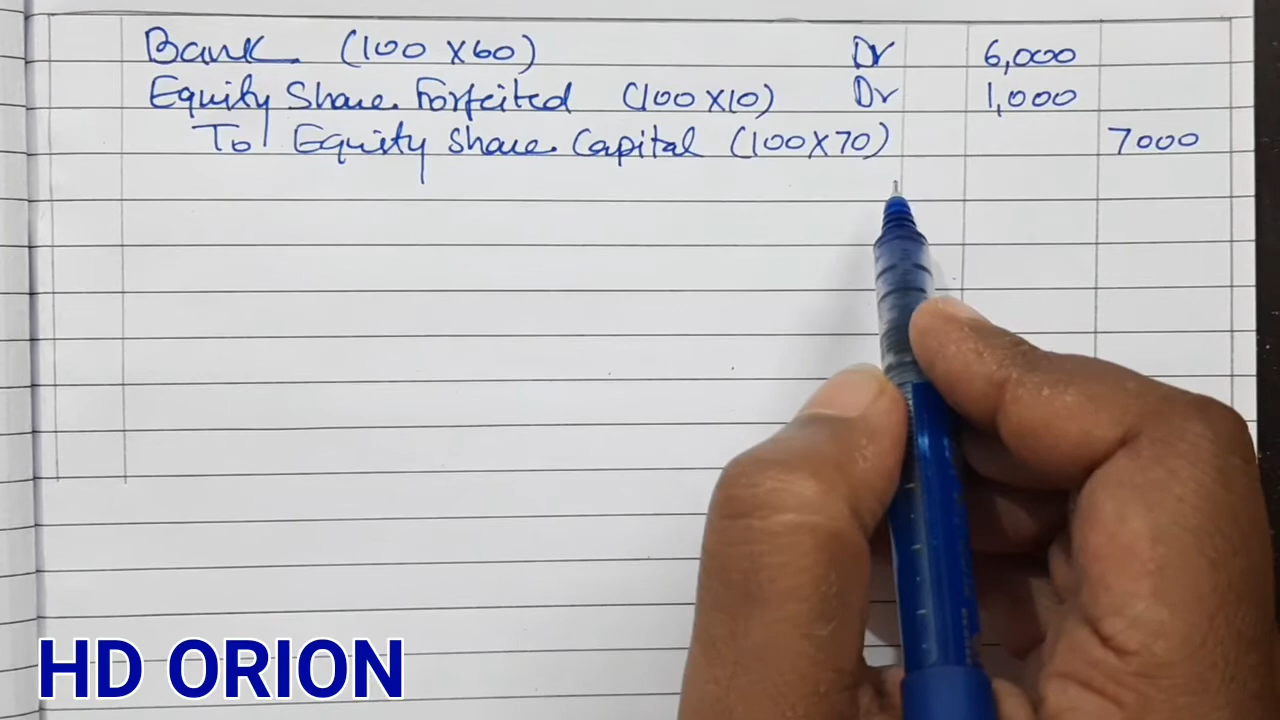 Bank. (100 X 60) Dr 6,000
Equity Share Forfeited (100 X 10) Dr 1,000
To Equity Share Capital (100 X 70) 7000
HD ORION